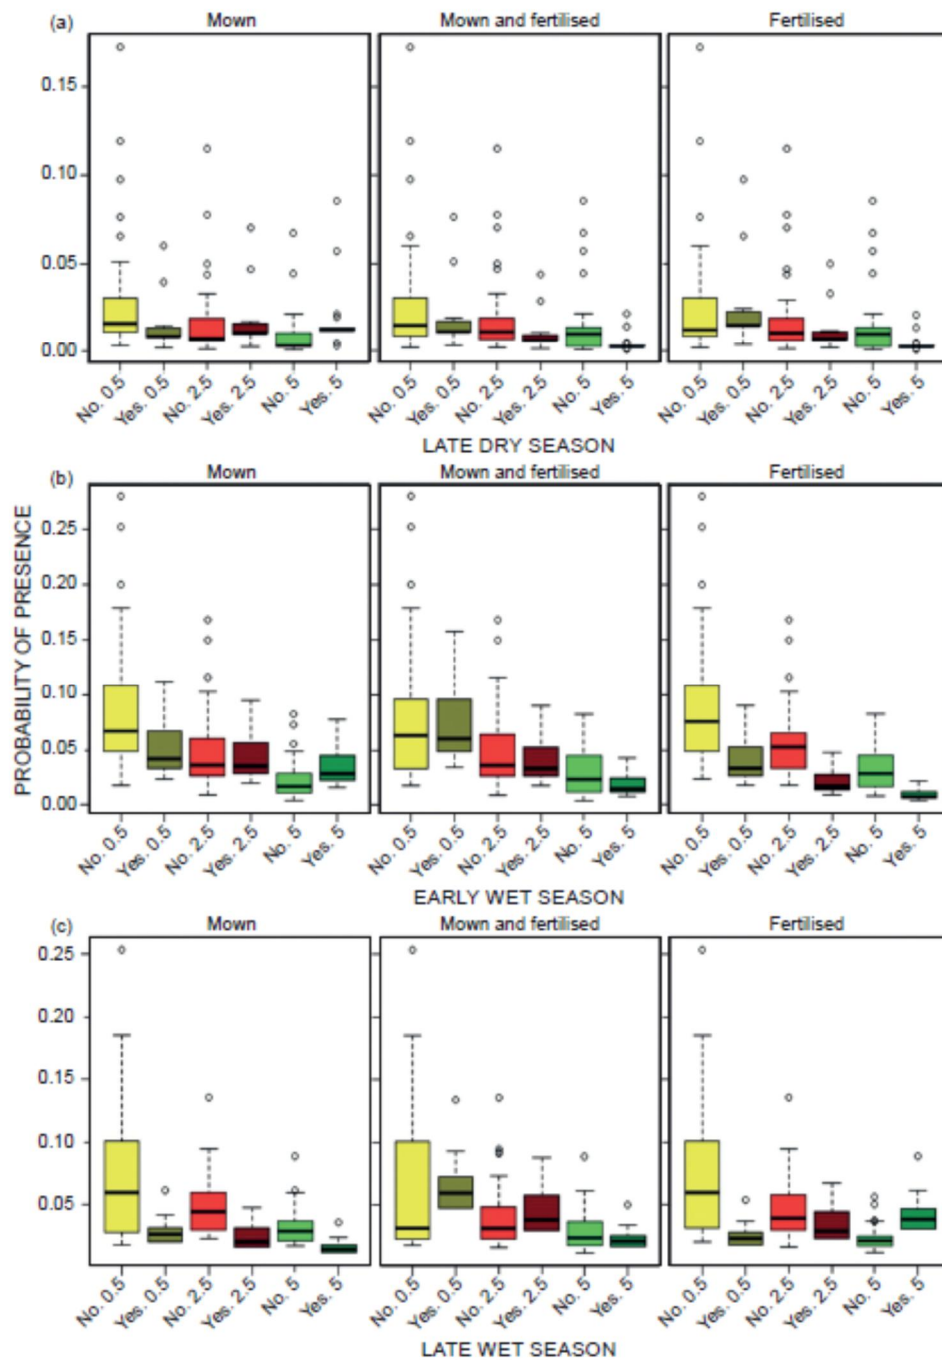 (a) Mown Mown and fertilised Fertilised
0.15
0.10
0.05
0.00
No. 0.5 Yes. 0.5 No. 2.5 Yes. 2.5 No. 5 Yes. 5 No. 0.5 Yes. 0.5 No. 2.5 Yes. 2.5 No. 5 Yes. 5 No. 0.5 Yes. 0.5 No. 2.5 Yes. 2.5 No. 5 Yes. 5
LATE DRY SEASON
(b) Mown Mown and fertilised Fertilised
PROBABILITY OF PRESENCE
0.25
0.20
0.15
0.10
0.05
0.00
No. 0.5 Yes. 0.5 No. 2.5 Yes. 2.5 No. 5 Yes. 5 No. 0.5 Yes. 0.5 No. 2.5 Yes. 2.5 No. 5 Yes. 5 No. 0.5 Yes. 0.5 No. 2.5 Yes. 2.5 No. 5 Yes. 5
EARLY WET SEASON
(c) Mown Mown and fertilised Fertilised
0.25
0.20
0.15
0.10
0.05
No. 0.5 Yes. 0.5 No. 2.5 Yes. 2.5 No. 5 Yes. 5 No. 0.5 Yes. 0.5 No. 2.5 Yes. 2.5 No. 5 Yes. 5 No. 0.5 Yes. 0.5 No. 2.5 Yes. 2.5 No. 5 Yes. 5
LATE WET SEASON